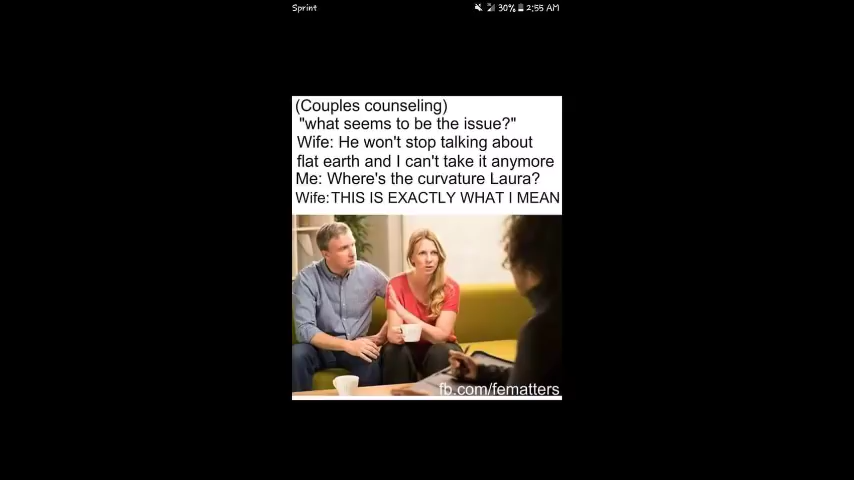 Sprint
30% 2:55 AM
(Couples counseling)
"what seems to be the issue?"
Wife: He won't stop talking about
flat earth and I can't take it anymore
Me: Where's the curvature Laura?
Wife:THIS IS EXACTLY WHAT I MEAN
fb.com/fematters